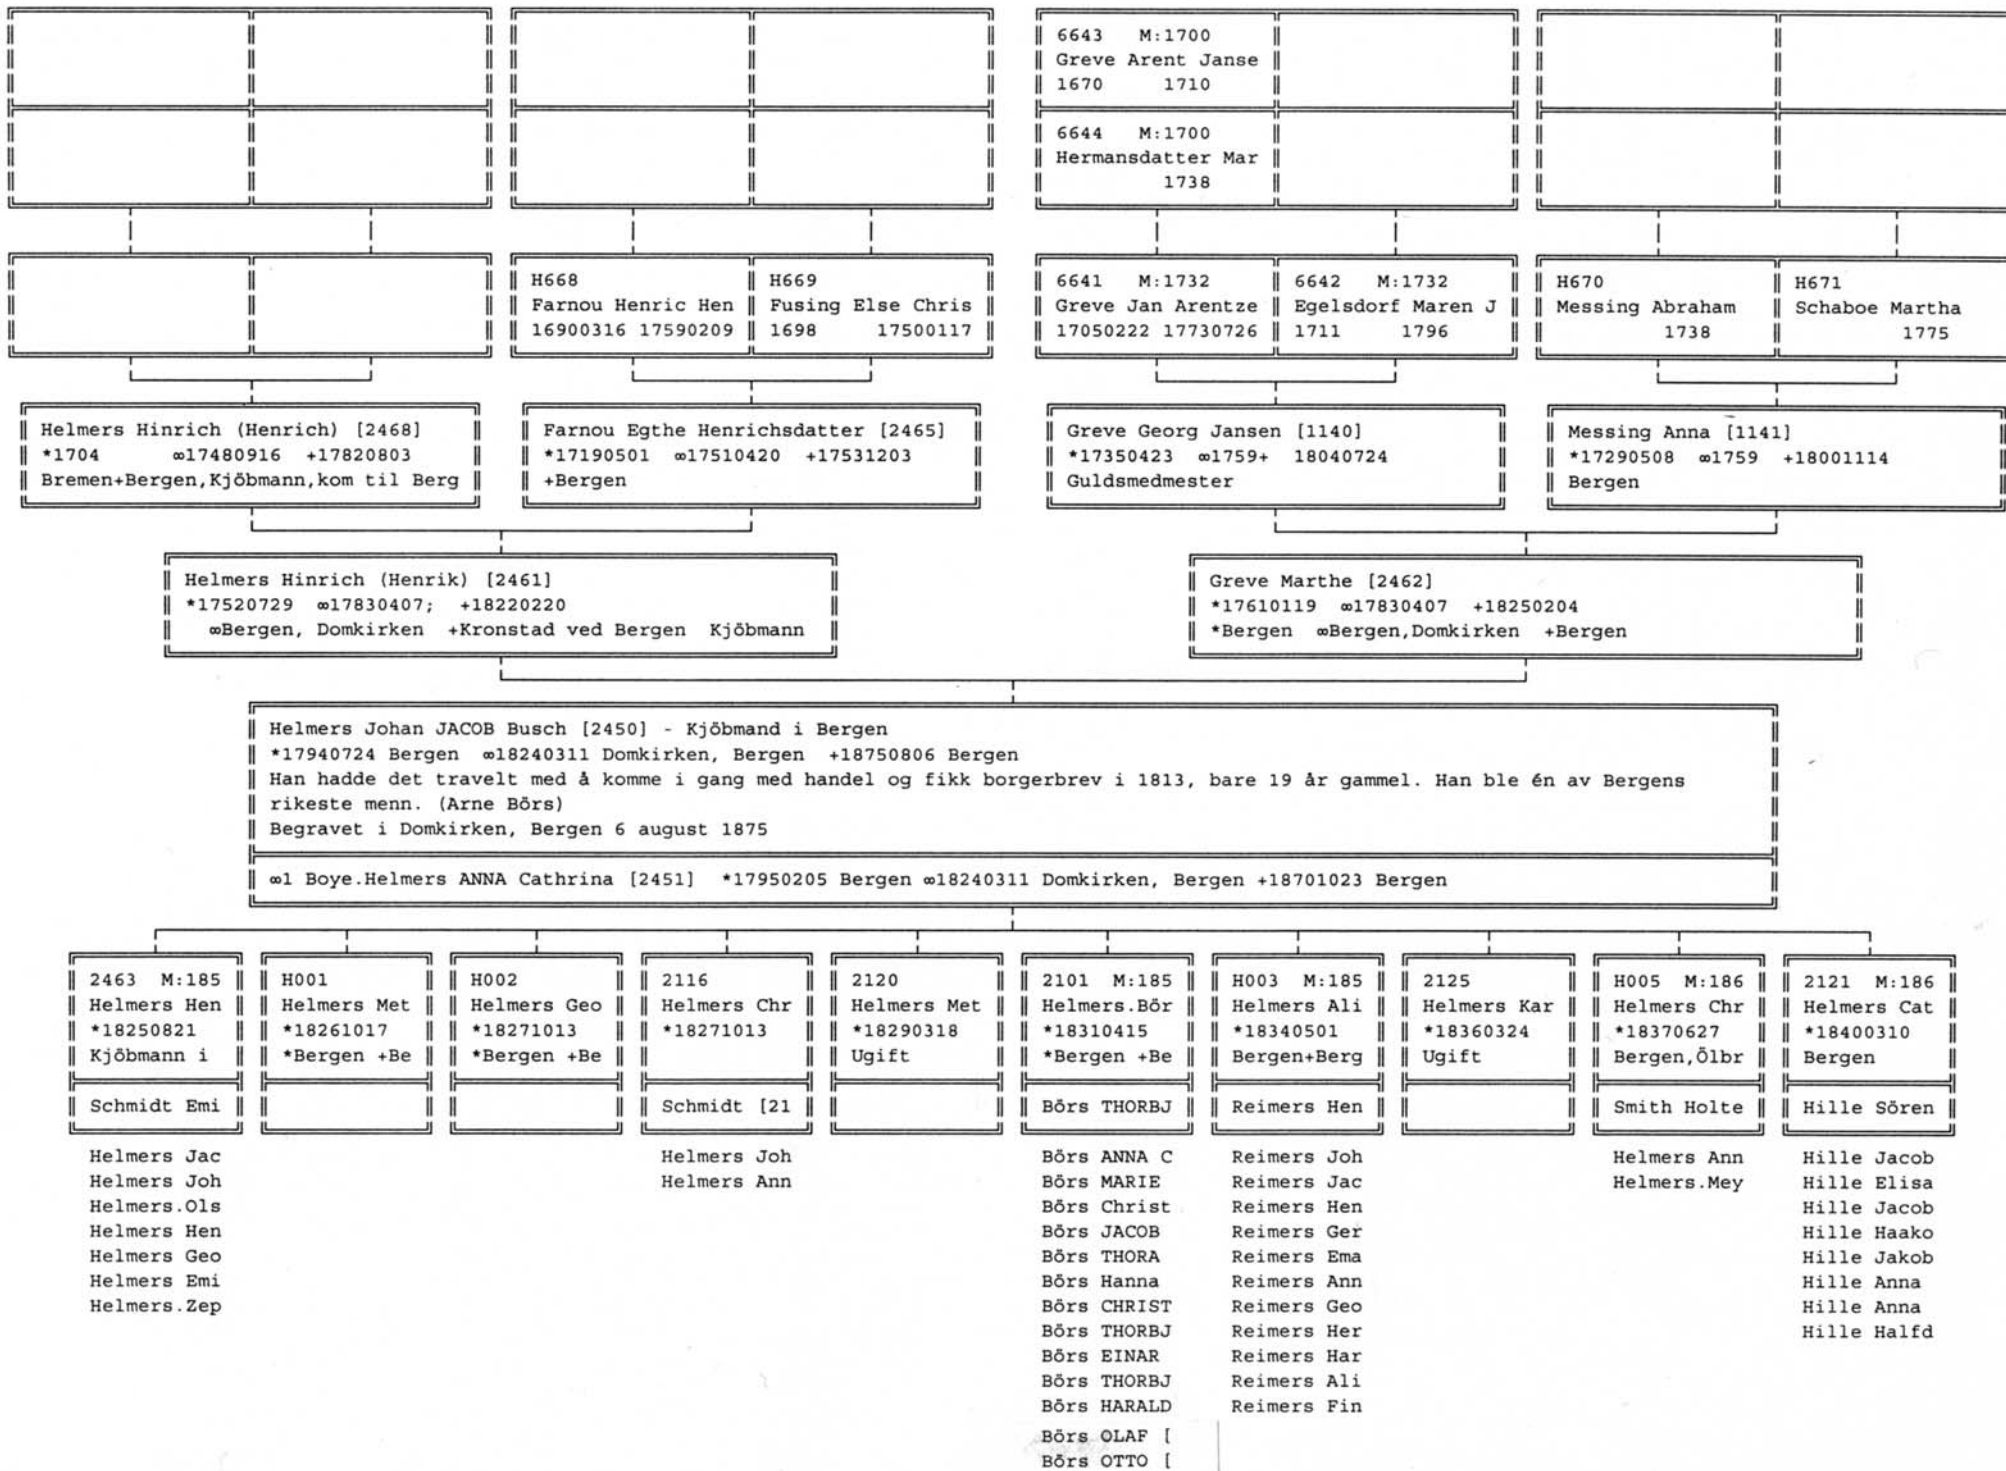 6643 M:1700
Greve Arent Janse
1670 1710
6644 M:1700
Hermansdatter Mar
1738
H668
Farnou Henric Hen
16900316 17590209
H669
Fusing Else Chris
1698 17500117
6641 M:1732
Greve Jan Arentze
17050222 17730726
6642 M:1732
Egelsdorf Maren J
1711 1796
H670
Messing Abraham
1738
H671
Schaboe Martha
1775
Helmers Hinrich (Henrich) [2468]
*1704 ∞17480916 +17820803
Bremen+Bergen,Kjöbmann,kom til Berg
Farnou Egthe Henrichsdatter [2465]
*17190501 ∞17510420 +17531203
+Bergen
Greve Georg Jansen [1140]
*17350423 ∞1759+ 18040724
Guldsmedmester
Messing Anna [1141]
*17290508 ∞1759 +18001114
Bergen
Helmers Hinrich (Henrik) [2461]
*17520729 ∞17830407; +18220220
∞Bergen, Domkirken +Kronstad ved Bergen Kjöbmann
Greve Marthe [2462]
*17610119 ∞17830407 +18250204
*Bergen ∞Bergen,Domkirken +Bergen
Helmers Johan JACOB Busch [2450] - Kjöbmand i Bergen
*17940724 Bergen ∞18240311 Domkirken, Bergen +18750806 Bergen
Han hadde det travelt med å komme i gang med handel og fikk borgerbrev i 1813, bare 19 år gammel. Han ble én av Bergens
rikeste menn. (Arne Börs)
Begravet i Domkirken, Bergen 6 august 1875
∞1 Boye.Helmers ANNA Cathrina [2451] *17950205 Bergen ∞18240311 Domkirken, Bergen +18701023 Bergen
2463 M:185
Helmers Hen
*18250821
Kjöbmann i
Schmidt Emi
Helmers Jac
Helmers Joh
Helmers.Ols
Helmers Hen
Helmers Geo
Helmers Emi
Helmers.Zep
H001
Helmers Met
*18261017
*Bergen +Be
H002
Helmers Geo
*18271013
*Bergen +Be
2116
Helmers Chr
*18271013
Schmidt [21
Helmers Joh
Helmers Ann
2120
Helmers Met
*18290318
Ugift
2101 M:185
Helmers.Bör
*18310415
*Bergen +Be
Börs THORBJ
Börs ANNA C
Börs MARIE
Börs Christ
Börs JACOB
Börs THORA
Börs Hanna
Börs CHRIST
Börs THORBJ
Börs EINAR
Börs THORBJ
Börs HARALD
Börs OLAF [
Börs OTTO [
H003 M:185
Helmers Ali
*18340501
Bergen+Berg
Reimers Hen
Reimers Joh
Reimers Jac
Reimers Hen
Reimers Ger
Reimers Ema
Reimers Ann
Reimers Geo
Reimers Her
Reimers Har
Reimers Ali
Reimers Fin
2125
Helmers Kar
*18360324
Ugift
H005 M:186
Helmers Chr
*18370627
Bergen,Ölbr
Smith Holte
Helmers Ann
Helmers.Mey
2121 M:186
Helmers Cat
*18400310
Bergen
Hille Sören
Hille Jacob
Hille Elisa
Hille Jacob
Hille Haako
Hille Jakob
Hille Anna
Hille Anna
Hille Halfd